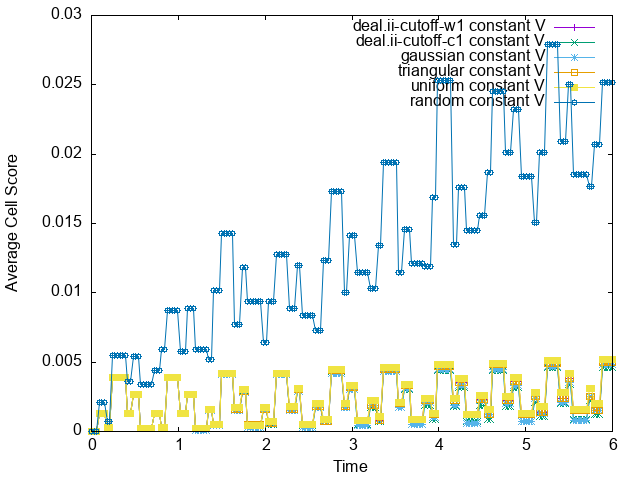 0.03
0.025
0.02
0.015
0.01
0.005
0
Average Cell Score
deal.ii-cutoff-w1 constant V
deal.ii-cutoff-c1 constant V
gaussian constant V
triangular constant V
uniform constant V
random constant V
0 1 2 3 4 5 6
Time